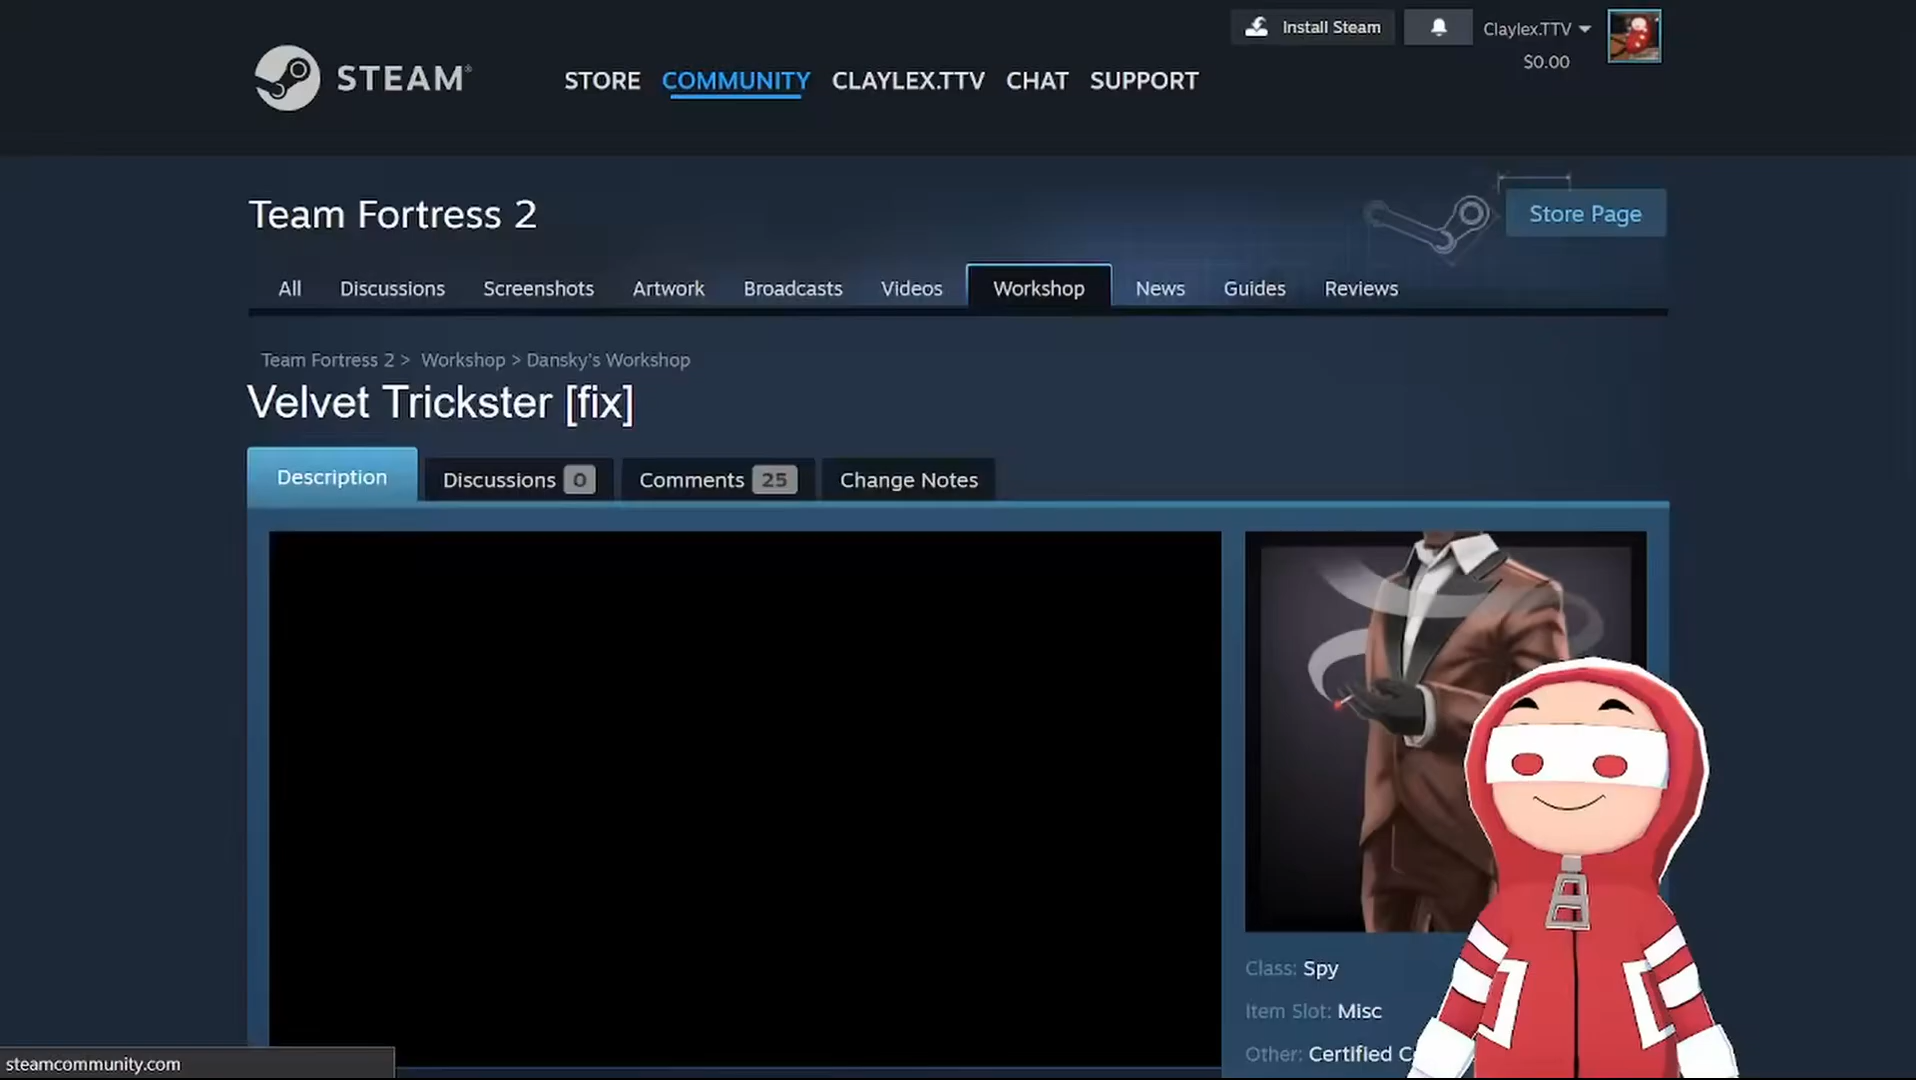 Install Steam
Claylex.TTV
$0.00
STEAM®
STORE COMMUNITY CLAYLEX.TTV CHAT SUPPORT
Team Fortress 2
Store Page
All Discussions Screenshots Artwork Broadcasts Videos Workshop News Guides Reviews
Team Fortress 2 > Workshop > Dansky's Workshop
Velvet Trickster [fix]
Description Discussions 0 Comments 25 Change Notes
Class: Spy
Item Slot: Misc
Other: Certified
steamcommunity.com